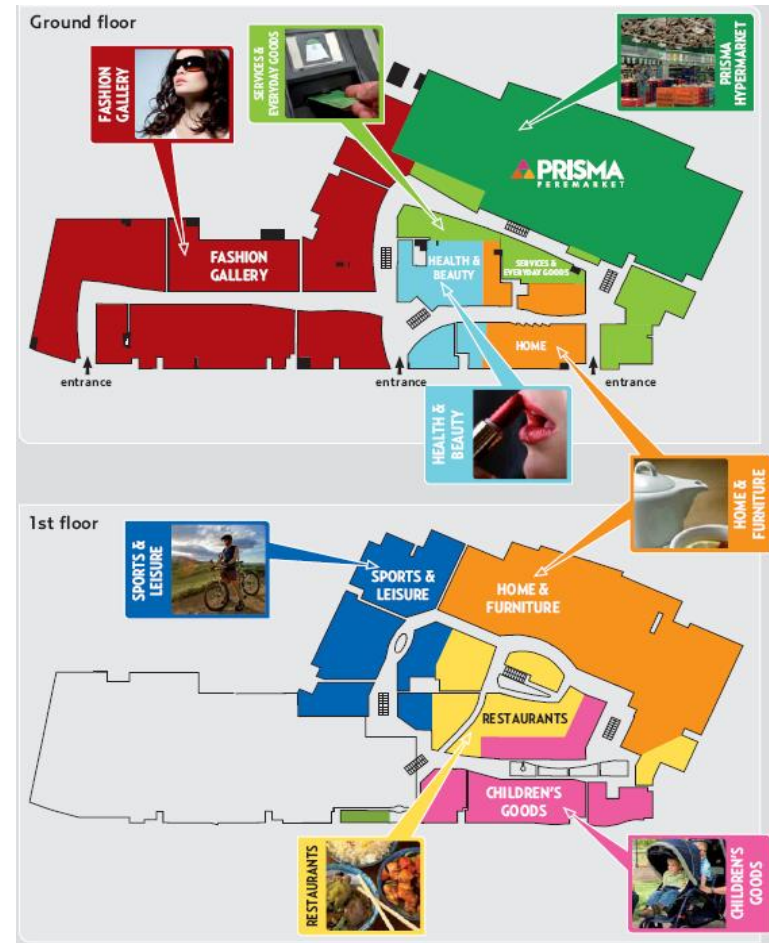 Ground floor
FASHION
GALLERY
SERVICES &
EVERYDAY GOODS
PRISMA
HYPERMARKET
PRISMA
PEREMARKET
FASHION
GALLERY
HEALTH &
BEAUTY
SERVICES &
EVERYDAY GOODS
HOME
entrance
entrance
entrance
HEALTH &
BEAUTY
HOME &
FURNITURE
1st floor
SPORTS &
LEISURE
SPORTS &
LEISURE
HOME &
FURNITURE
RESTAURANTS
CHILDREN'S
GOODS
RESTAURANTS
CHILDREN'S
GOODS